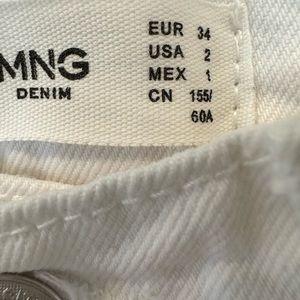 MNG
DENIM
EUR 34
USA 2
MEX 1
CN 155/
60A